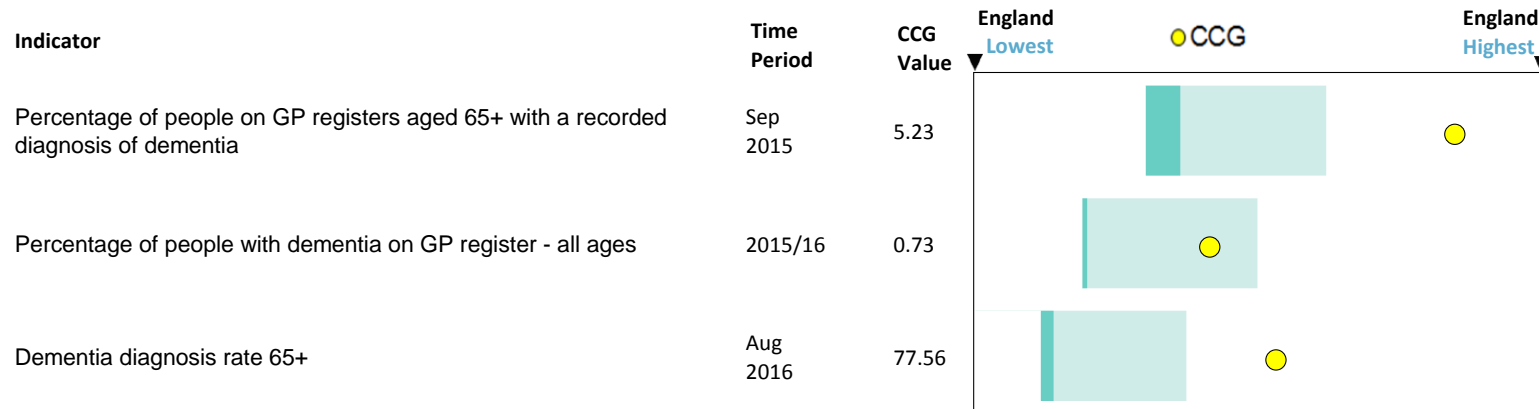 Indicator
Time
Period
CCG
Value
England
Lowest
CCG
England
Highest
Percentage of people on GP registers aged 65+ with a recorded
diagnosis of dementia
Sep
2015
5.23
Percentage of people with dementia on GP register - all ages
2015/16
0.73
Dementia diagnosis rate 65+
Aug
2016
77.56